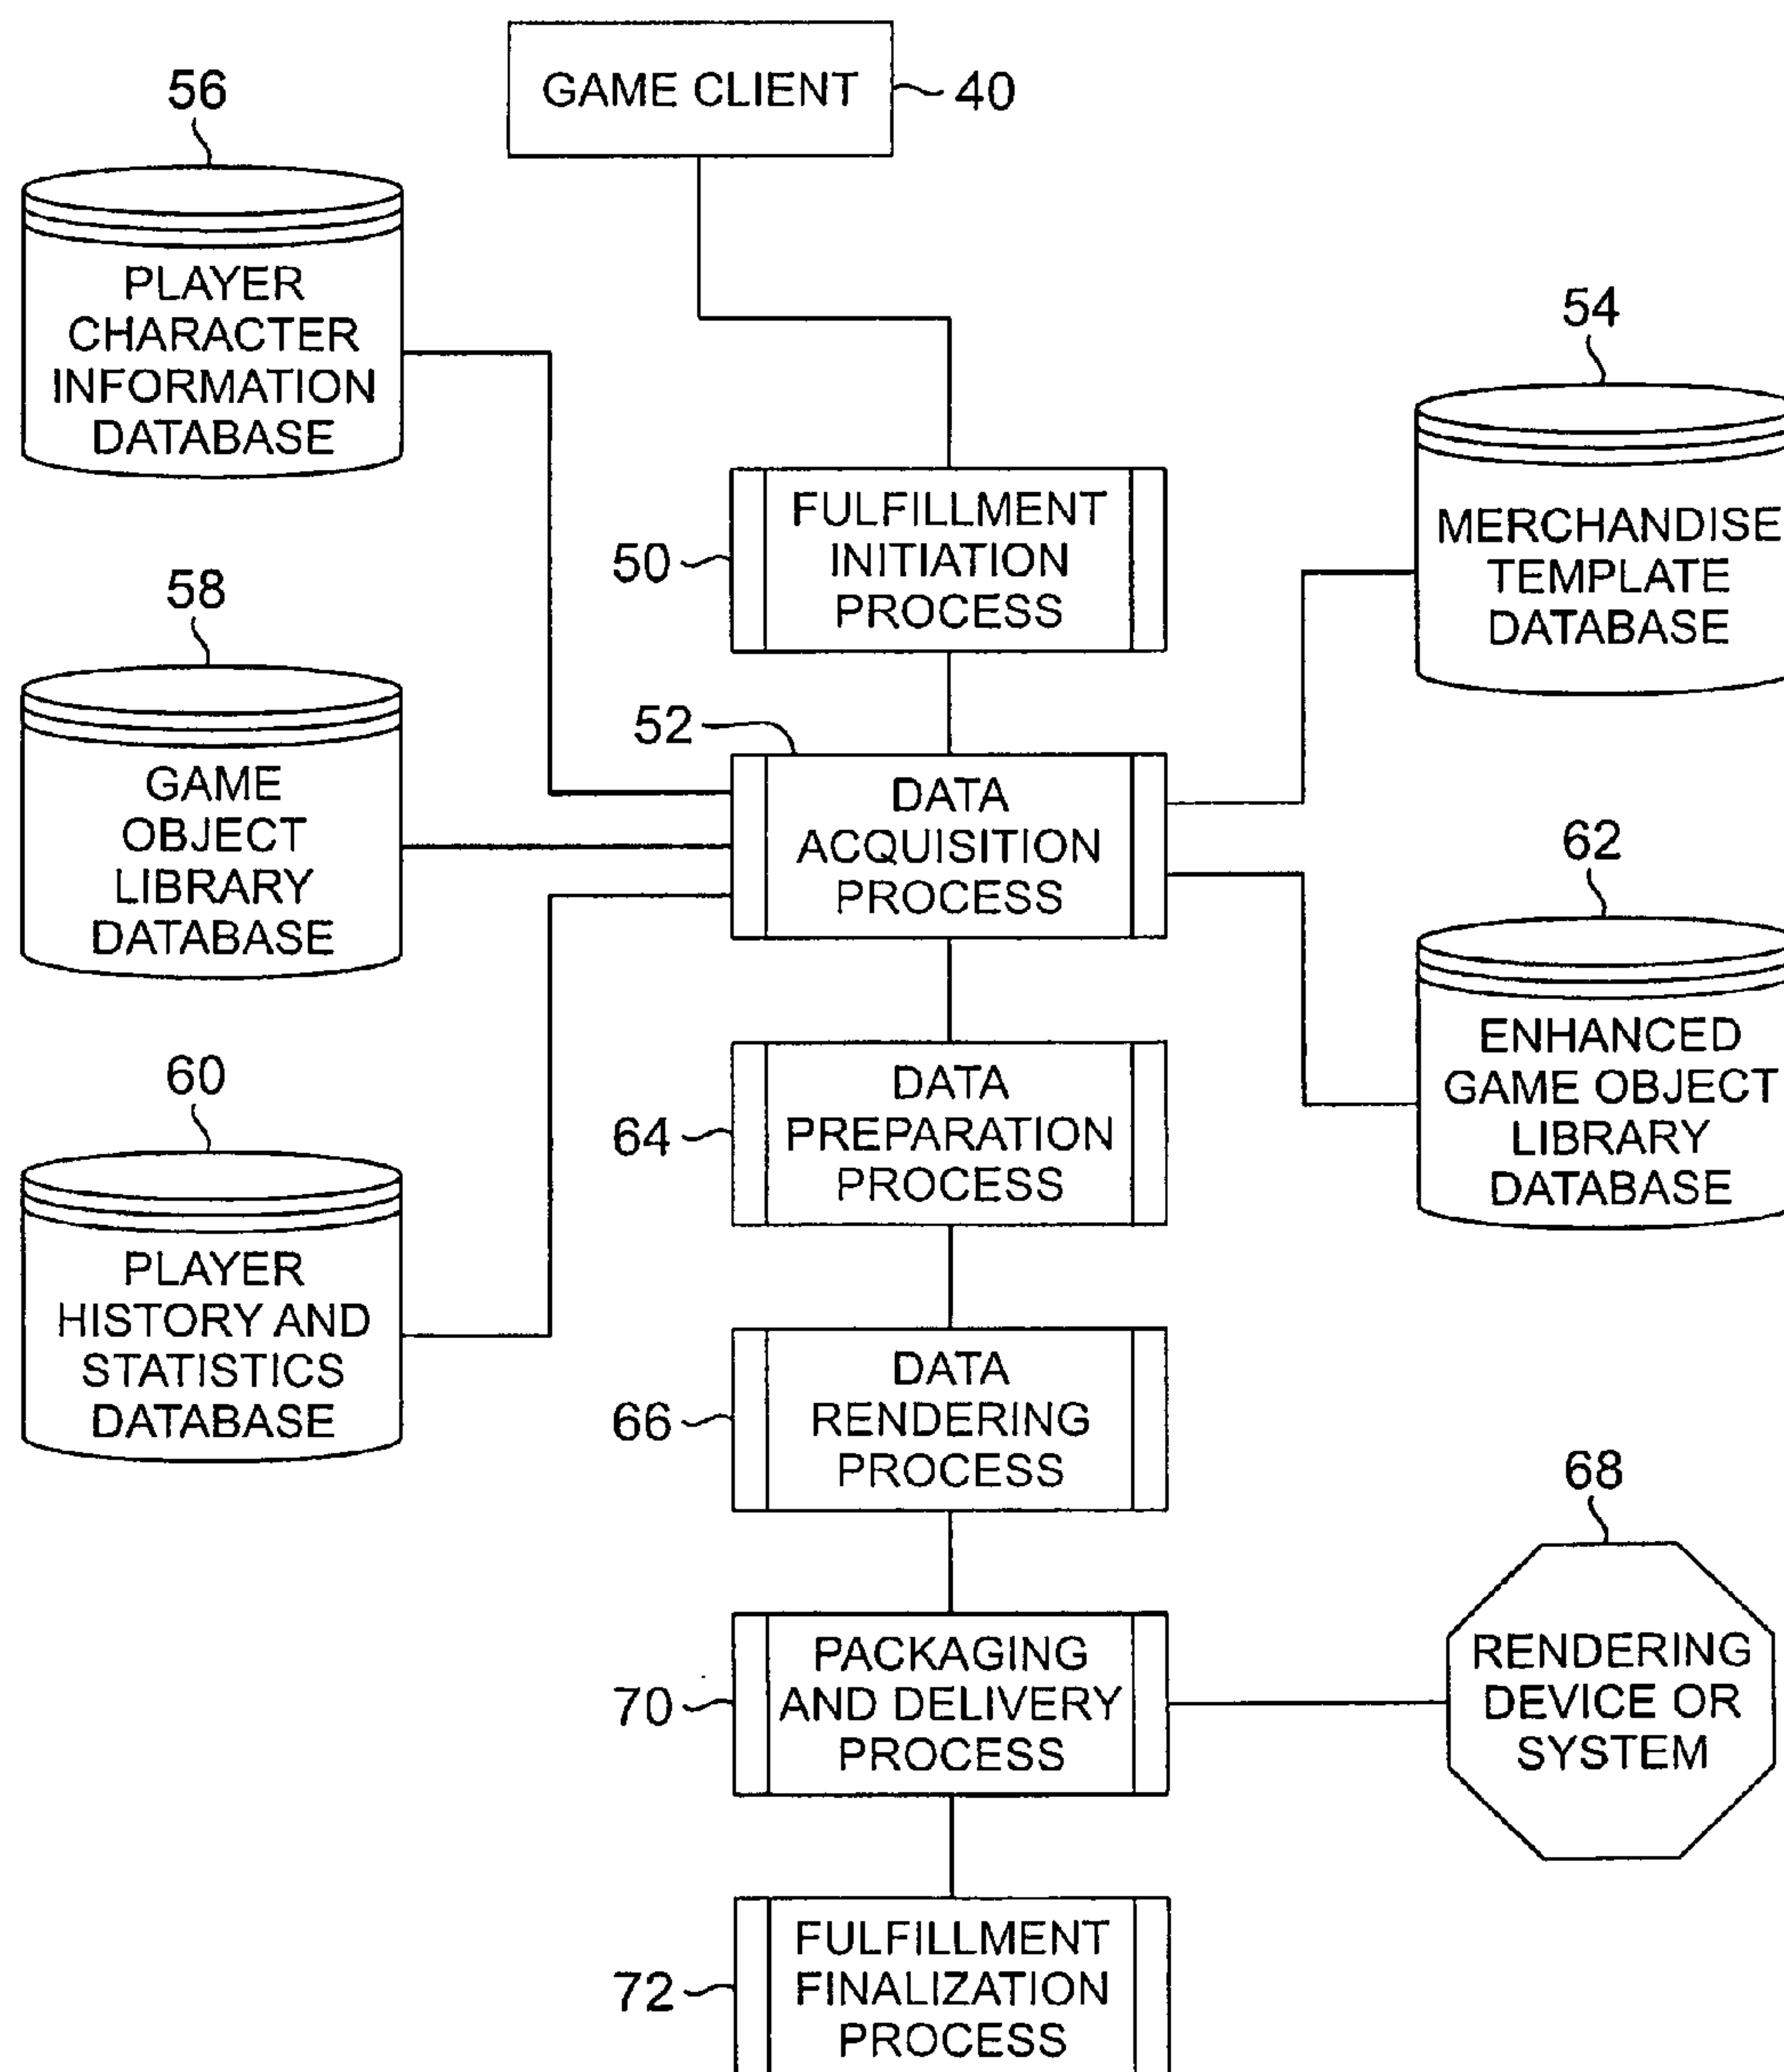 GAME CLIENT
40
56
PLAYER
CHARACTER
INFORMATION
DATABASE
54
MERCHANDISE
TEMPLATE
DATABASE
50
FULFILLMENT
INITIATION
PROCESS
58
GAME
OBJECT
LIBRARY
DATABASE
52
DATA
ACQUISITION
PROCESS
62
ENHANCED
GAME OBJECT
LIBRARY
DATABASE
60
PLAYER
HISTORY AND
STATISTICS
DATABASE
64
DATA
PREPARATION
PROCESS
66
DATA
RENDERING
PROCESS
68
RENDERING
DEVICE OR
SYSTEM
70
PACKAGING
AND DELIVERY
PROCESS
72
FULFILLMENT
FINALIZATION
PROCESS